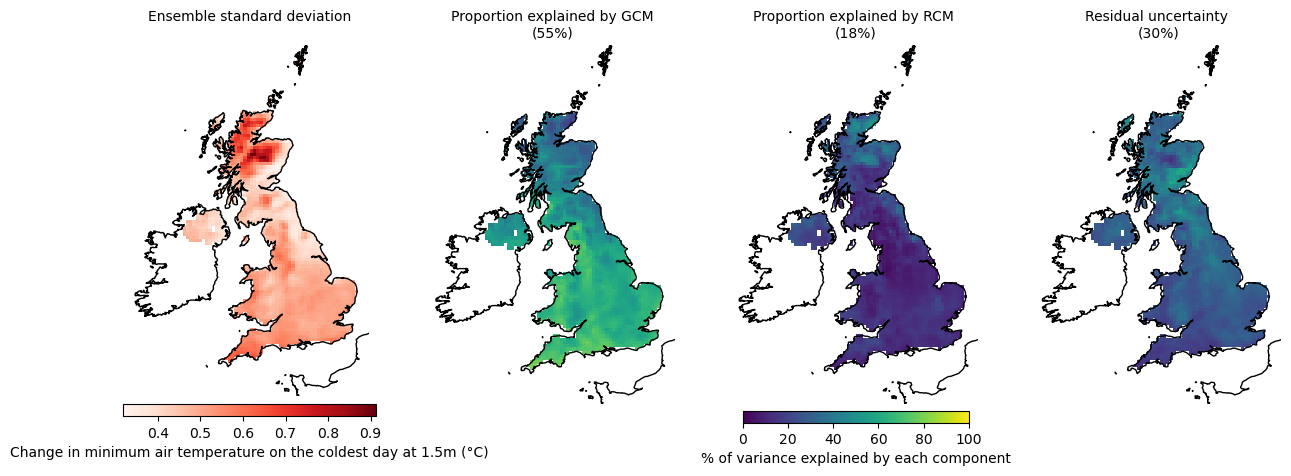 Ensemble standard deviation
Proportion explained by GCM
(55%)
Proportion explained by RCM
(18%)
Residual uncertainty
(30%)
0.4 0.5 0.6 0.7 0.8 0.9
Change in minimum air temperature on the coldest day at 1.5m (°C)
0 20 40 60 80 100
% of variance explained by each component